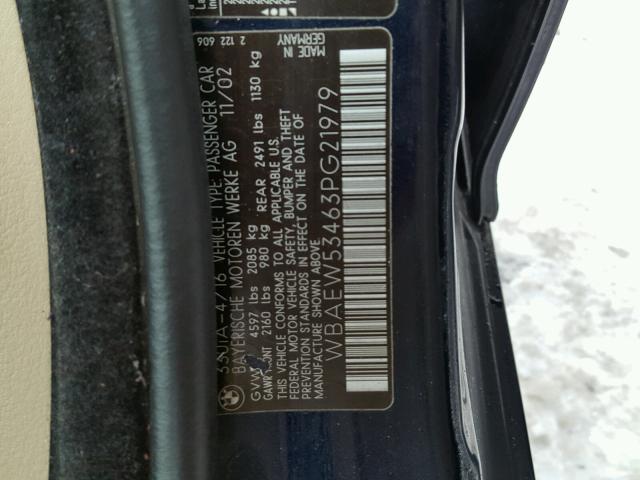 330IA-4/16 VEHICLE TYPE: PASSENGER CAR
BAYERISCHE MOTOREN WERKE AG 11/02
4597 lbs 2085 kg
GAWR FRONT 2160 lbs 980 kg REAR 2491 lbs 1130 kg
THIS VEHICLE CONFORMS TO ALL APPLICABLE U.S.
FEDERAL MOTOR VEHICLE SAFETY, BUMPER AND THEFT
PREVENTION STANDARDS IN EFFECT ON THE DATE OF
MANUFACTURE SHOWN ABOVE.
WBAEW53463PG21979
2 122 606
MADE IN
GERMANY